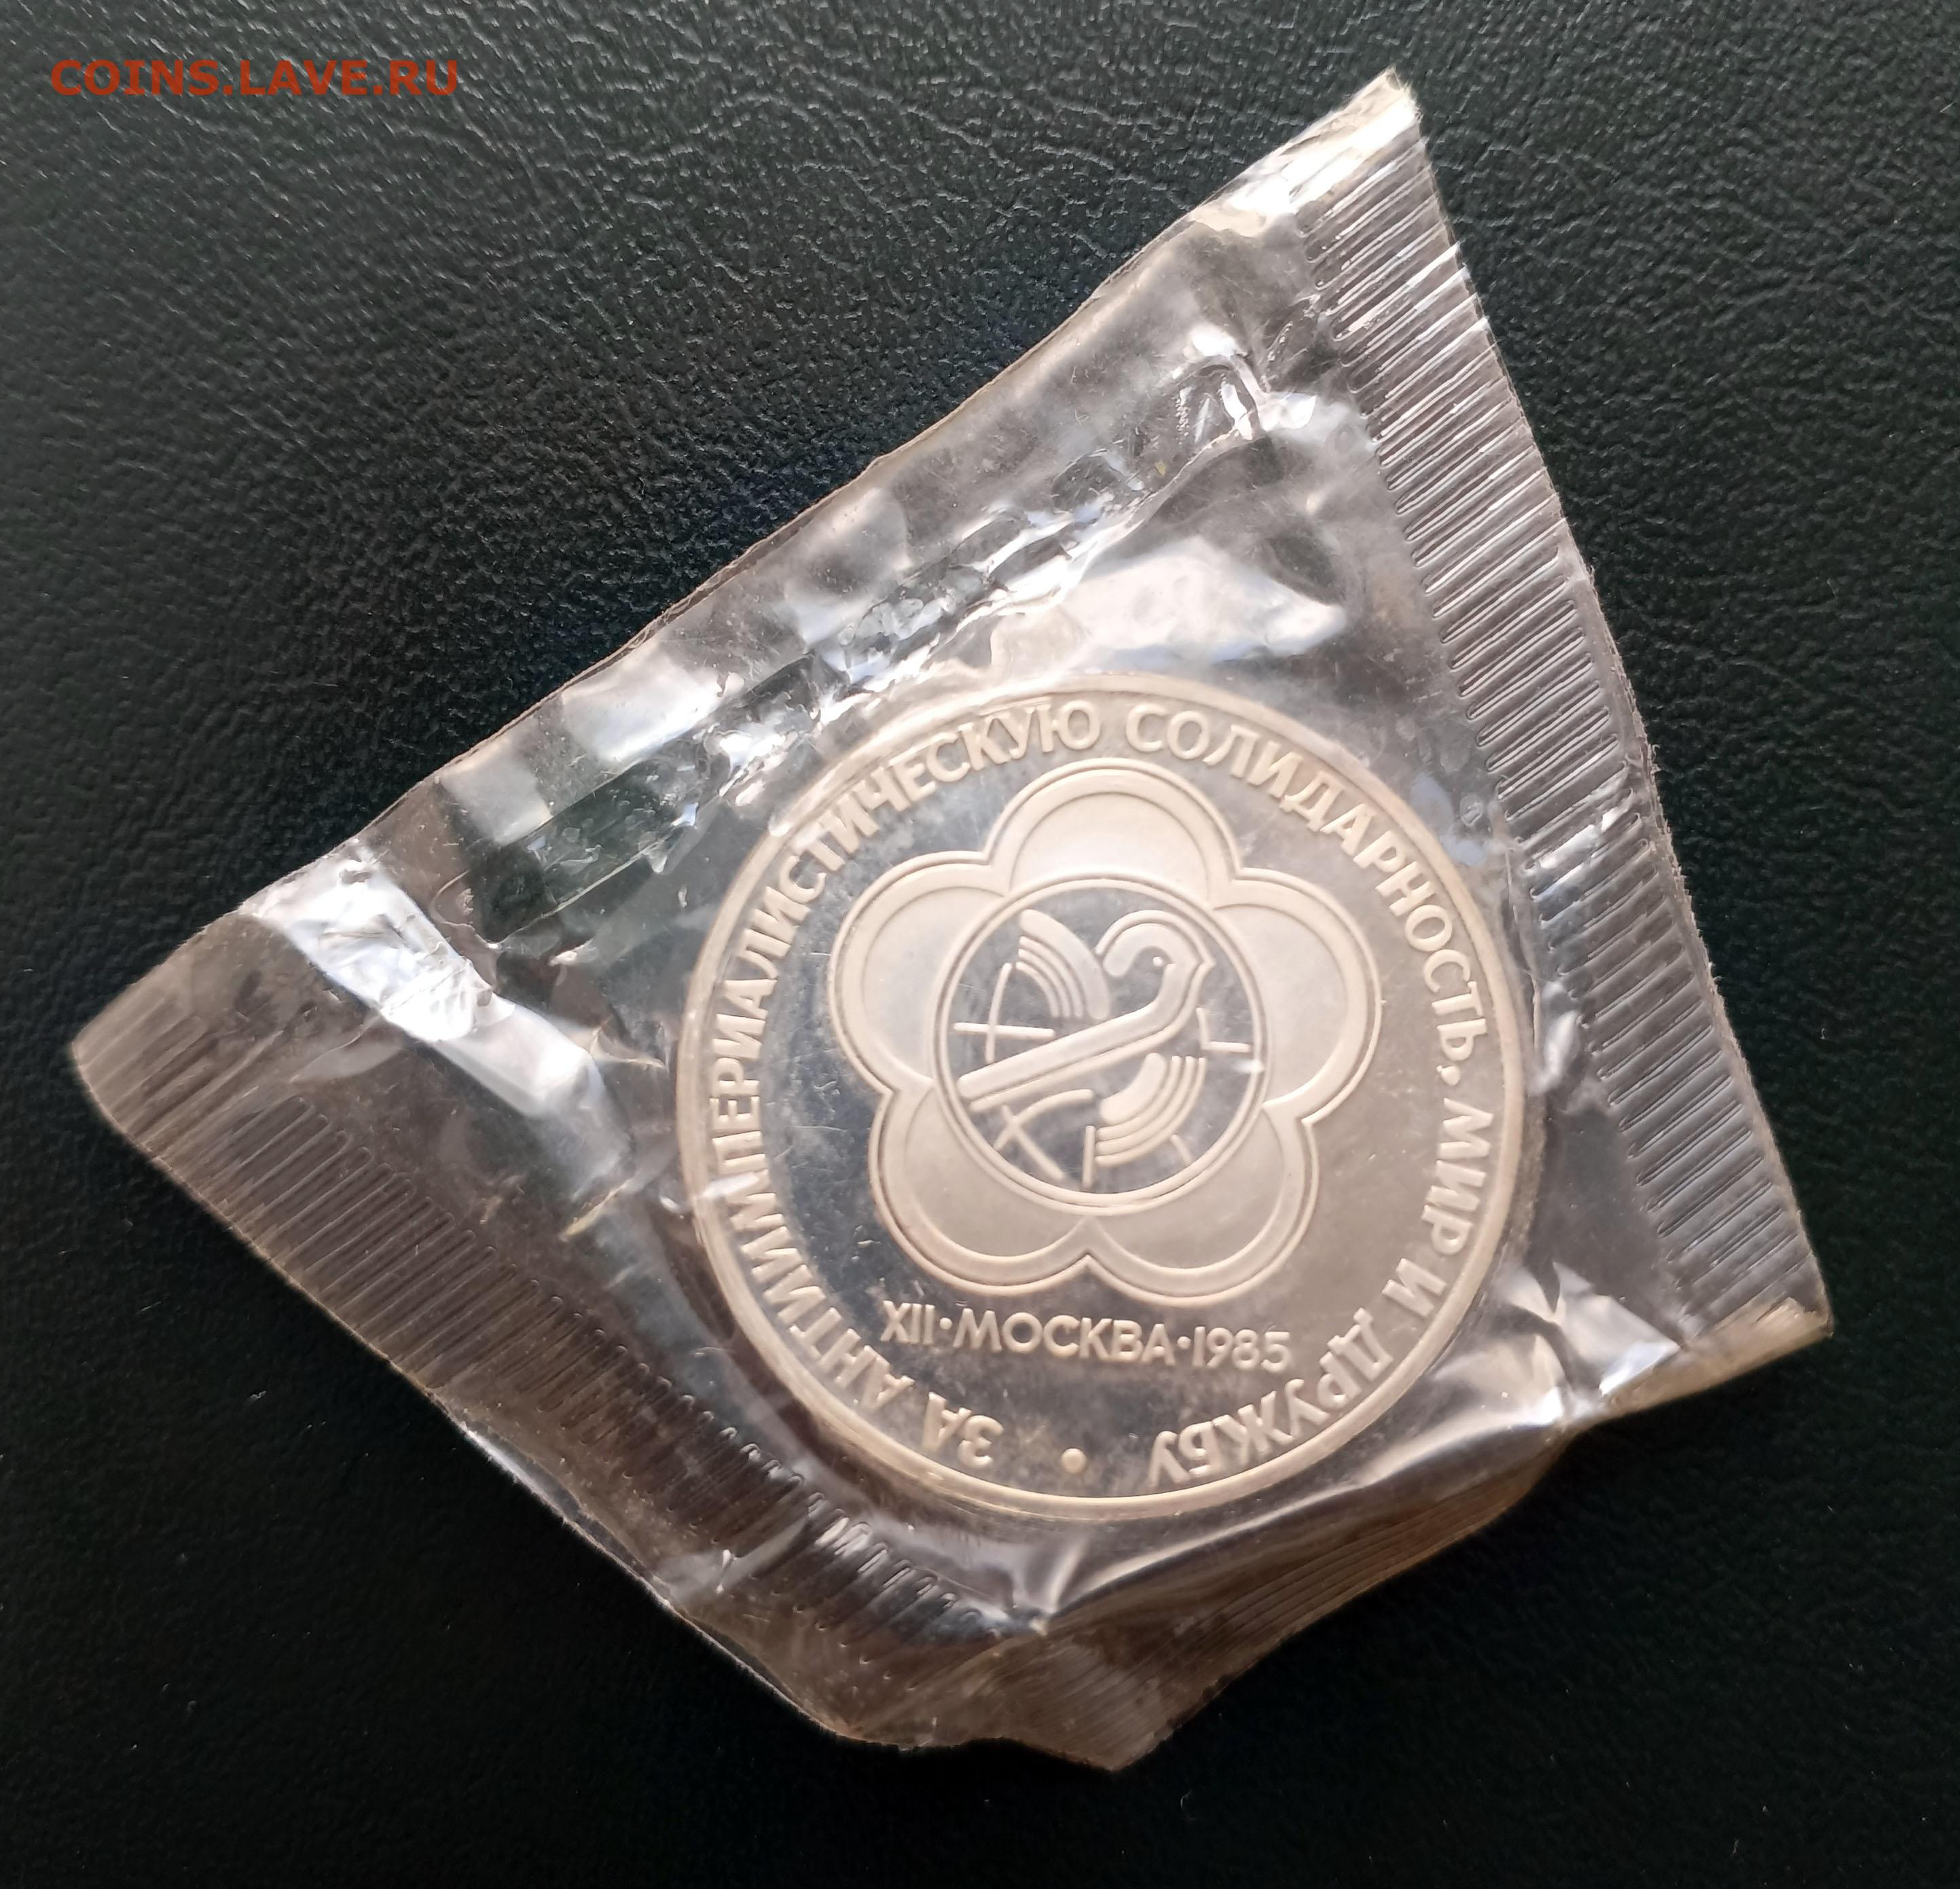 COINS.LAVE.RU
ЗА АНТИИМПЕРИАЛИСТИЧЕСКУЮ СОЛИДАРНОСТЬ, МИР И ДРУЖБУ •
XII•МОСКВА•1985